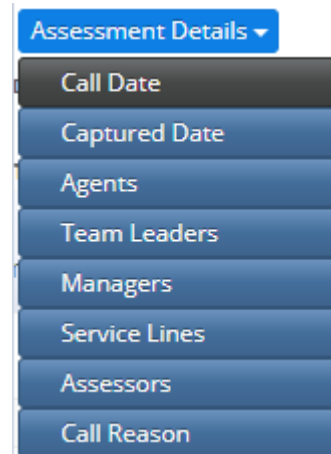 Assessment Details
Call Date
Captured Date
Agents
Team Leaders
Managers
Service Lines
Assessors
Call Reason